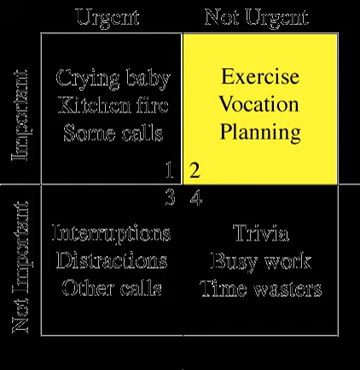 Urgent
Not Urgent
Important
Crying baby
Kitchen fire
Some calls
1
Exercise
Vocation
Planning
2
Not Important
Interruptions
Distractions
Other calls
3
Trivia
Busy work
Time wasters
4